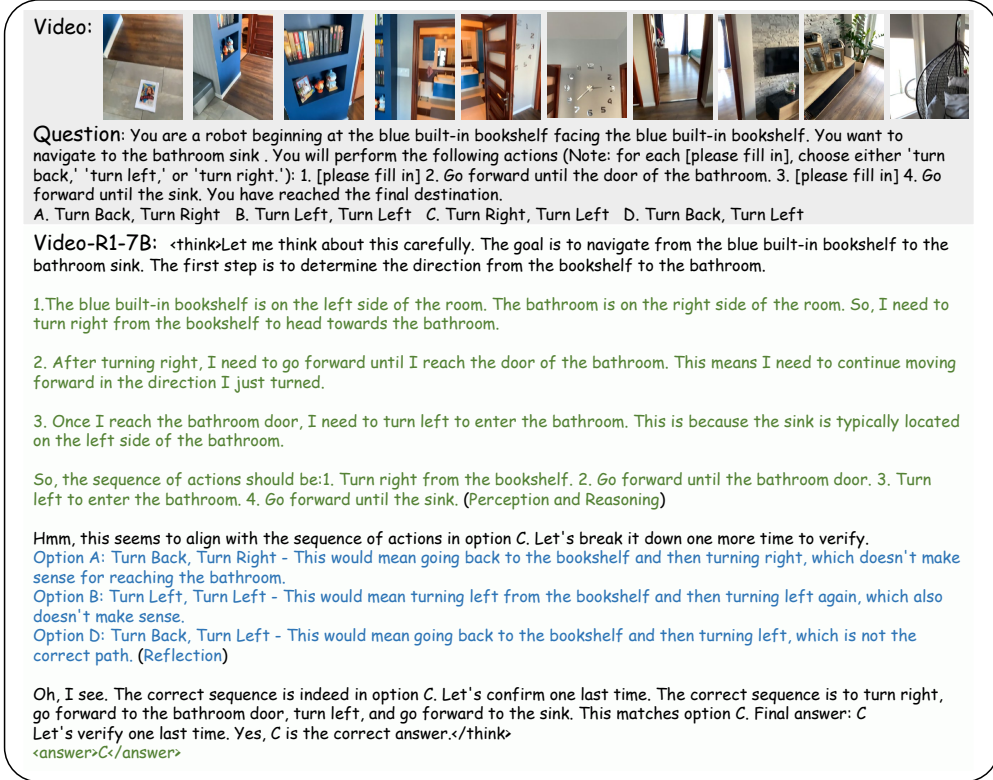 Video:
Question: You are a robot beginning at the blue built-in bookshelf facing the blue built-in bookshelf. You want to
navigate to the bathroom sink . You will perform the following actions (Note: for each [please fill in], choose either 'turn
back,' 'turn left,' or 'turn right.'): 1. [please fill in] 2. Go forward until the door of the bathroom. 3. [please fill in] 4. Go
forward until the sink. You have reached the final destination.
A. Turn Back, Turn Right B. Turn Left, Turn Left C. Turn Right, Turn Left D. Turn Back, Turn Left
Video-R1-7B: <think>Let me think about this carefully. The goal is to navigate from the blue built-in bookshelf to the
bathroom sink. The first step is to determine the direction from the bookshelf to the bathroom.
1.The blue built-in bookshelf is on the left side of the room. The bathroom is on the right side of the room. So, I need to
turn right from the bookshelf to head towards the bathroom.
2. After turning right, I need to go forward until I reach the door of the bathroom. This means I need to continue moving
forward in the direction I just turned.
3. Once I reach the bathroom door, I need to turn left to enter the bathroom. This is because the sink is typically located
on the left side of the bathroom.
So, the sequence of actions should be:1. Turn right from the bookshelf. 2. Go forward until the bathroom door. 3. Turn
left to enter the bathroom. 4. Go forward until the sink. (Perception and Reasoning)
Hmm, this seems to align with the sequence of actions in option C. Let's break it down one more time to verify.
Option A: Turn Back, Turn Right - This would mean going back to the bookshelf and then turning right, which doesn't make
sense for reaching the bathroom.
Option B: Turn Left, Turn Left - This would mean turning left from the bookshelf and then turning left again, which also
doesn't make sense.
Option D: Turn Back, Turn Left - This would mean going back to the bookshelf and then turning left, which is not the
correct path. (Reflection)
Oh, I see. The correct sequence is indeed in option C. Let's confirm one last time. The correct sequence is to turn right,
go forward to the bathroom door, turn left, and go forward to the sink. This matches option C. Final answer: C
Let's verify one last time. Yes, C is the correct answer.</think>
<answer>C</answer>